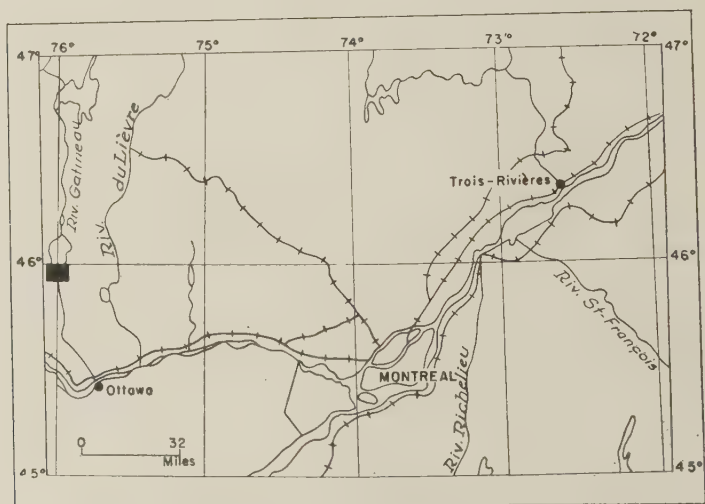 76° 75° 74° 73° 72°
47° 47°
Riv. Gatineau
Riv. du Lièvre
Trois-Rivières
46° 46°
Riv. St-François
Ottawa
MONTREAL
Riv. Richelieu
0 32
Miles
45° 45°